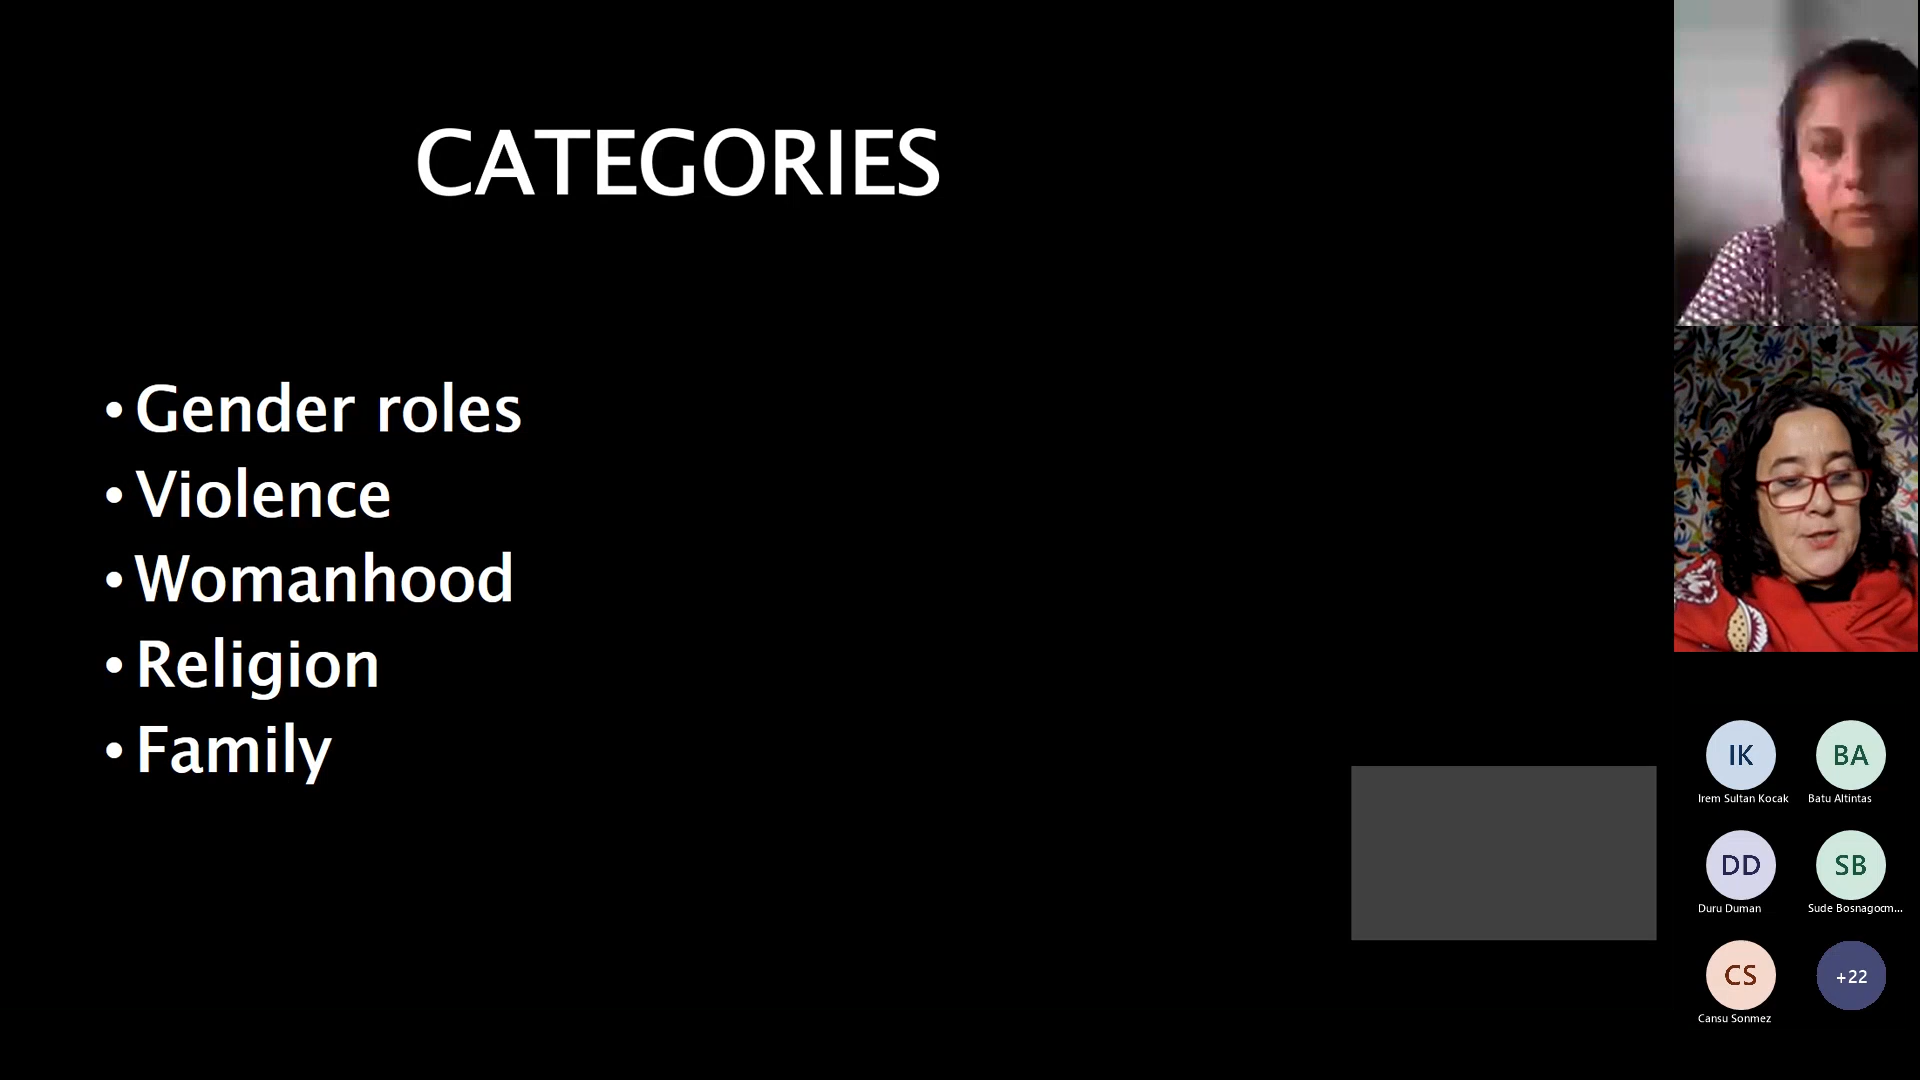 CATEGORIES
• Gender roles
• Violence
• Womanhood
• Religion
• Family
IK
BA
Irem Sultan Kocak
Batu Altintas
DD
SB
Duru Duman
Sude Bosnagocm...
CS
+22
Cansu Sonmez